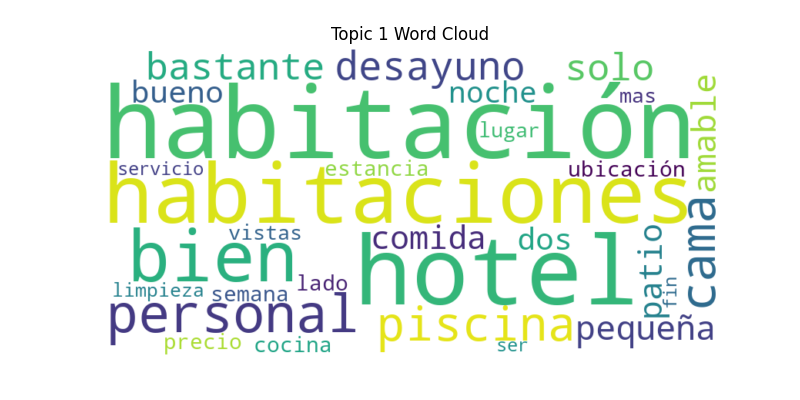 Topic 1 Word Cloud
bastante desayuno solo
bueno noche mas
habitación
lugar
amable
servicio estancia ubicación
habitaciones
vistas
bien comida dos
hotel
cama
patio
limpieza semana lado
fin
personal piscina pequeña
precio cocina ser